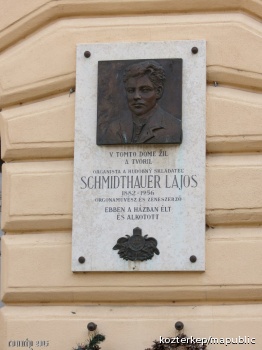 V TOMTO DOME ŽIL
A TVORIL
ORGANISTA A HUDOBNÝ SKLADATEĽ
SCHMIDTHAUER LAJOS
1882-1956
ORGONAMŰVÉSZ ÉS ZENESZERZŐ
EBBEN A HÁZBAN ÉLT
ÉS ALKOTOTT
kozterkep/mapublic